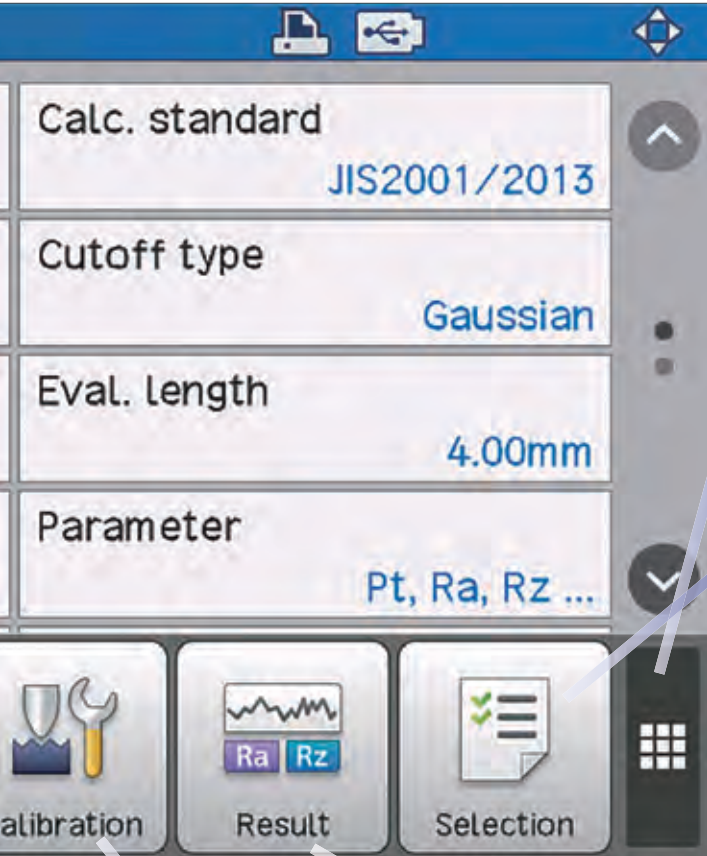 Calc. standard
JIS2001/2013
Cutoff type
Gaussian
Eval. length
4.00mm
Parameter
Pt, Ra, Rz ...
Ra Rz
alibration
Result
Selection